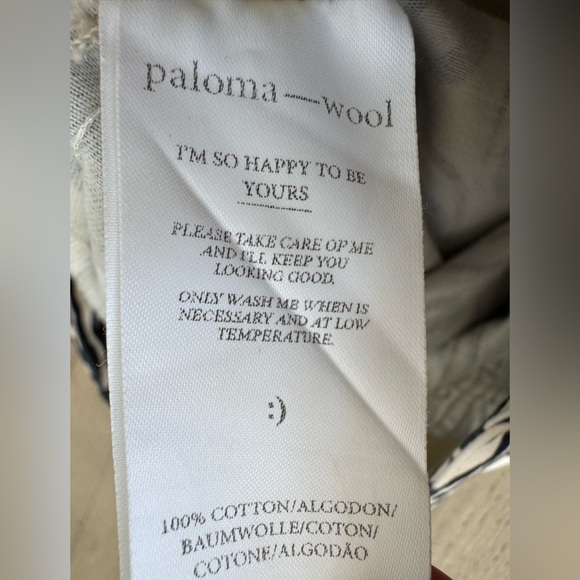 paloma—wool
I'M SO HAPPY TO BE
YOURS
PLEASE TAKE CARE OF ME
AND I'LL KEEP YOU
LOOKING GOOD.
ONLY WASH ME WHEN IS
NECESSARY AND AT LOW
TEMPERATURE.
:)
100% COTTON/ALGODON/
BAUMWOLLE/COTON/
COTONE/ALGODÃO